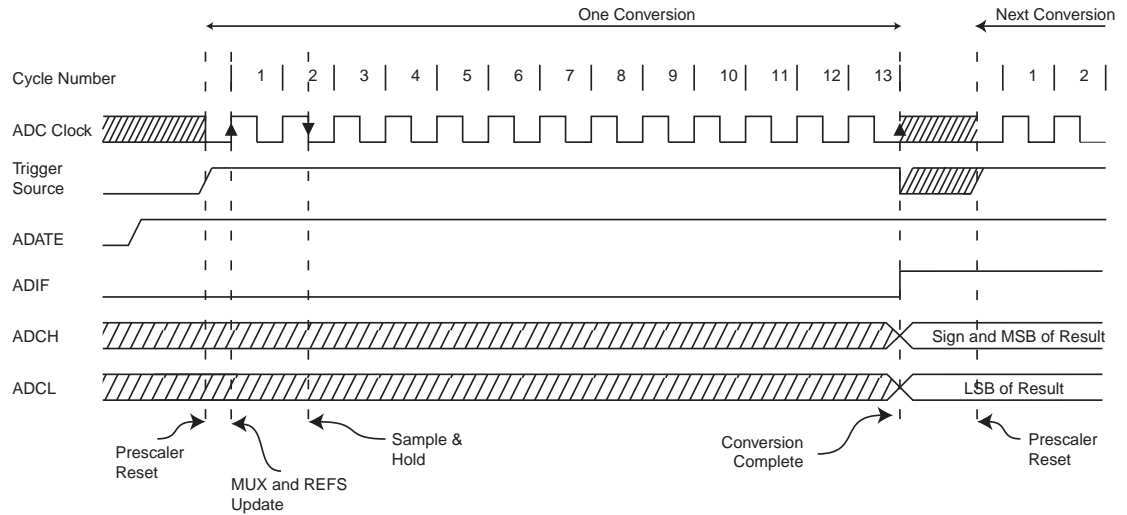 One Conversion
Next Conversion
Cycle Number
1 2 3 4 5 6 7 8 9 10 11 12 13 1 2
ADC Clock
Trigger
Source
ADATE
ADIF
ADCH
Sign and MSB of Result
ADCL
LSB of Result
Prescaler
Reset
MUX and REFS
Update
Sample &
Hold
Conversion
Complete
Prescaler
Reset